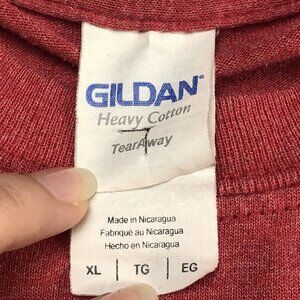 GILDAN®
Heavy Cotton
TearAway
Made in Nicaragua
Fabriqué au Nicaragua
Hecho en Nicaragua
XL | TG | EG